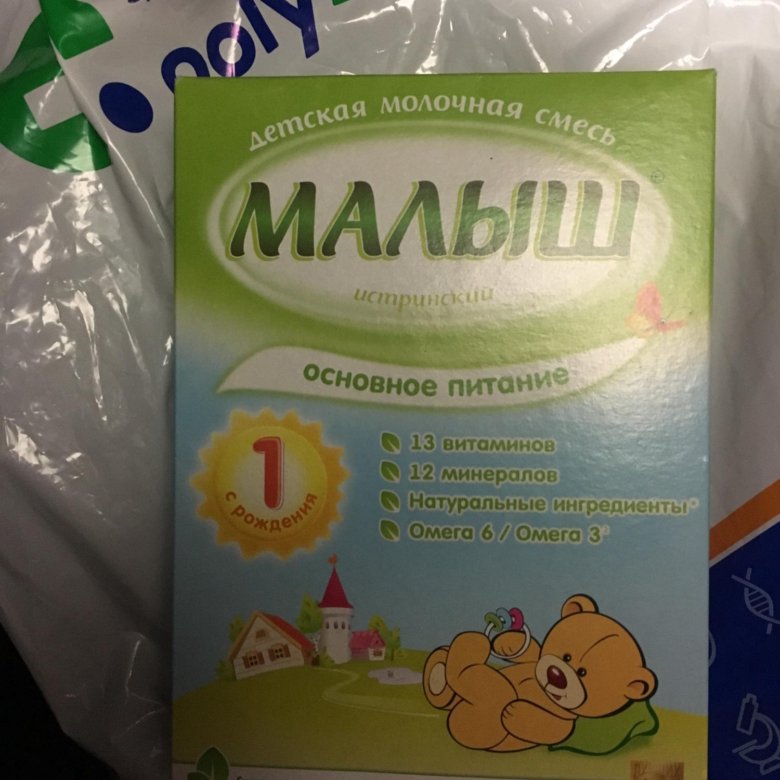 poly
детская молочная смесь
МАЛЫШ
истринский
основное питание
1
с рождения
13 витаминов
12 минералов
Натуральные ингредиенты
Омега 6 / Омега 3